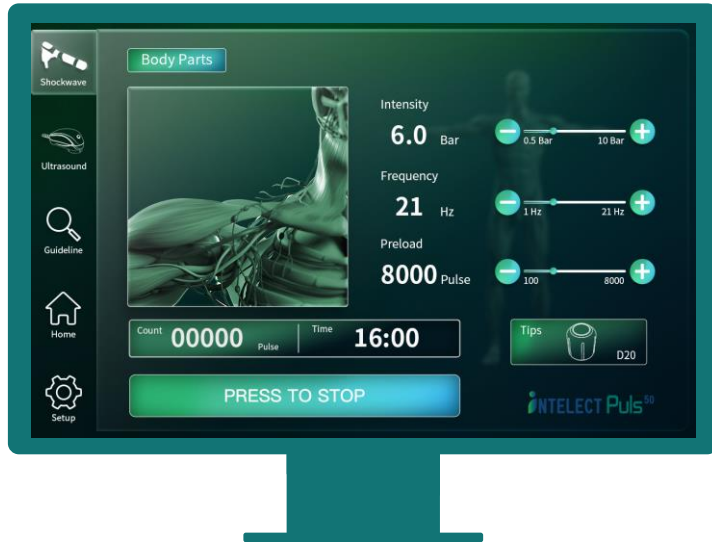 Shockwave
Ultrasound
Guideline
Home
Setup
Body Parts
Intensity
6.0 Bar
0.5 Bar 10 Bar
Frequency
21 Hz
1 Hz 21 Hz
Preload
8000 Pulse
100 8000
Count 00000 Pulse Time 16:00
Tips D20
PRESS TO STOP
iNTELECT Puls 50